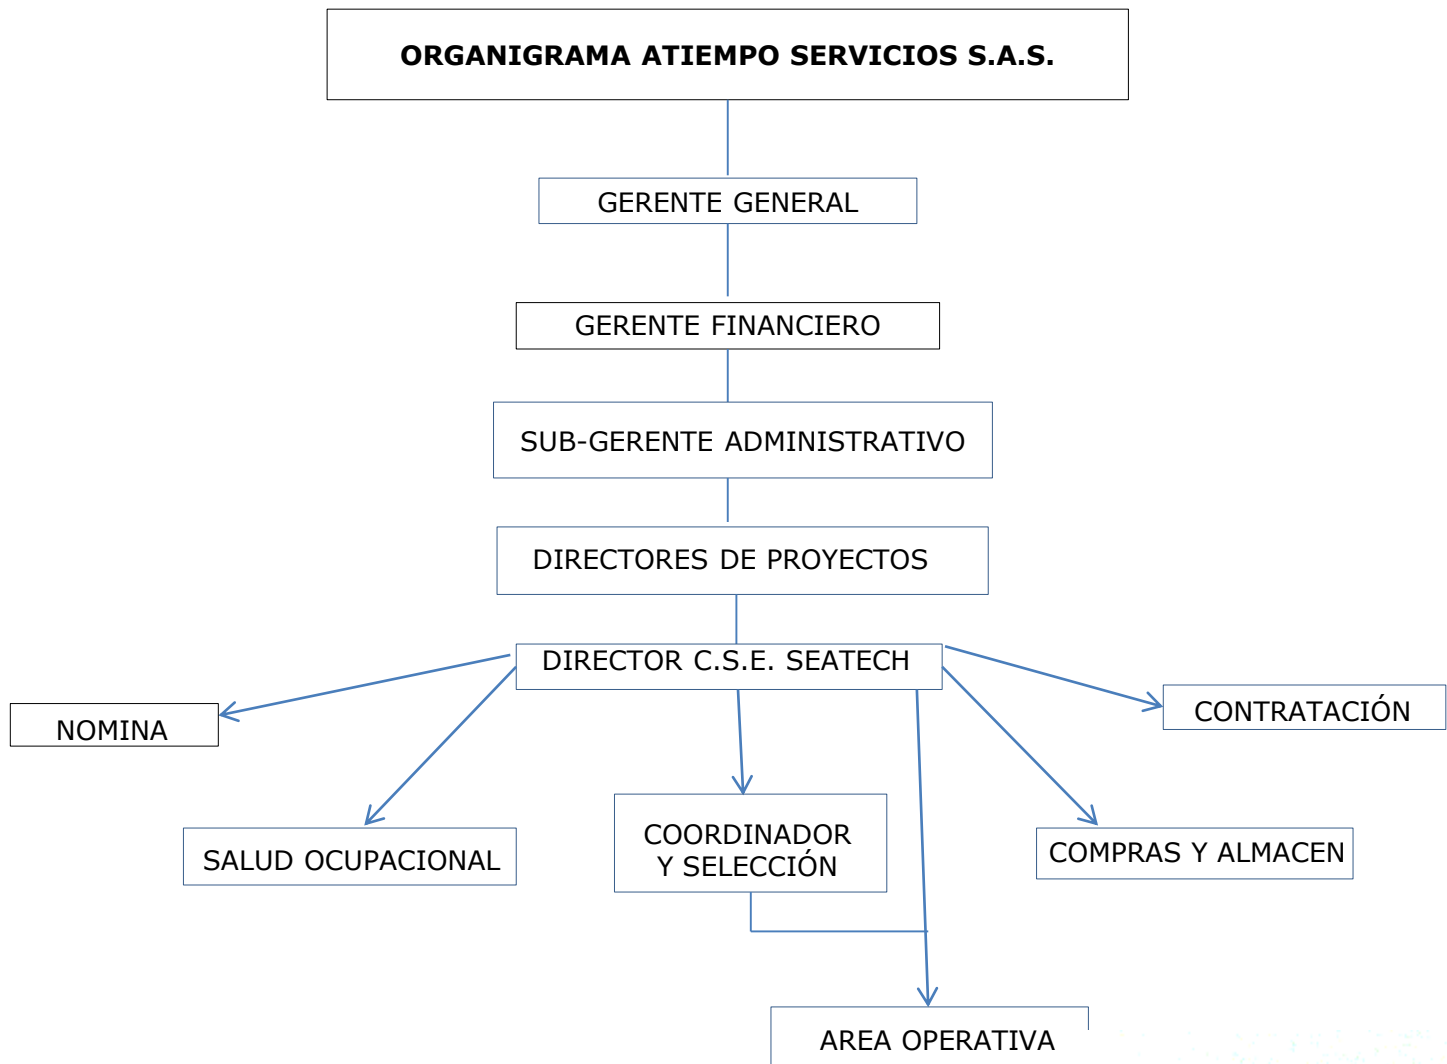 ORGANIGRAMA ATIEMPO SERVICIOS S.A.S.
GERENTE GENERAL
GERENTE FINANCIERO
SUB-GERENTE ADMINISTRATIVO
DIRECTORES DE PROYECTOS
DIRECTOR C.S.E. SEATECH
NOMINA
CONTRATACIÓN
SALUD OCUPACIONAL
COORDINADOR
Y SELECCIÓN
COMPRAS Y ALMACEN
AREA OPERATIVA